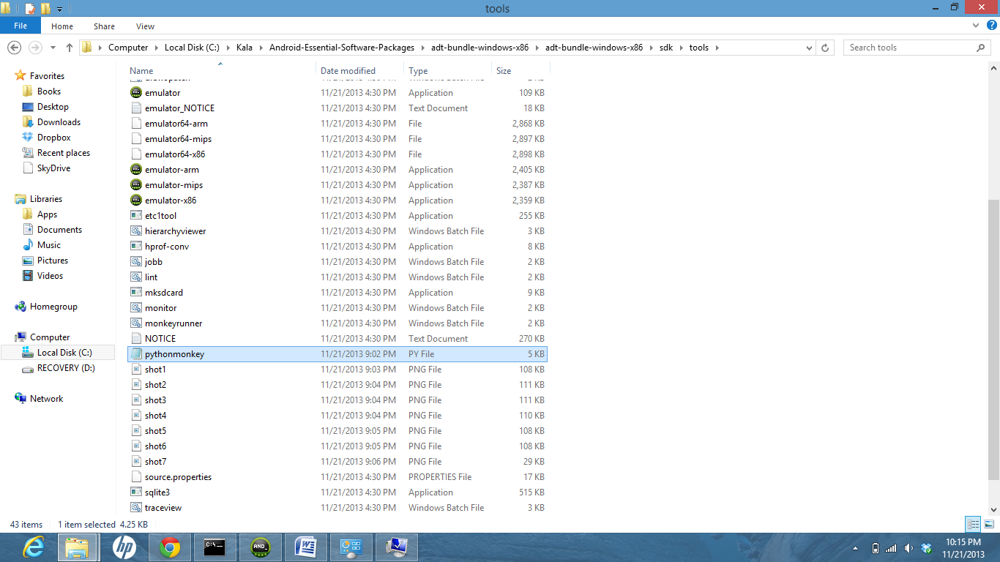 tools
File Home Share View
Computer Local Disk (C:) Kala Android-Essential-Software-Packages adt-bundle-windows-x86 adt-bundle-windows-x86 sdk tools
Search tools
Favorites
Books
Desktop
Downloads
Dropbox
Recent places
SkyDrive
Libraries
Apps
Documents
Music
Pictures
Videos
Homegroup
Computer
Local Disk (C:)
RECOVERY (D:)
Network
Name Date modified Type Size
emulator 11/21/2013 4:30 PM Application 109 KB
emulator_NOTICE 11/21/2013 4:30 PM Text Document 18 KB
emulator64-arm 11/21/2013 4:30 PM File 2,868 KB
emulator64-mips 11/21/2013 4:30 PM File 2,897 KB
emulator64-x86 11/21/2013 4:30 PM File 2,898 KB
emulator-arm 11/21/2013 4:30 PM Application 2,405 KB
emulator-mips 11/21/2013 4:30 PM Application 2,387 KB
emulator-x86 11/21/2013 4:30 PM Application 2,359 KB
etc1tool 11/21/2013 4:30 PM Application 255 KB
hierarchyviewer 11/21/2013 4:30 PM Windows Batch File 3 KB
hprof-conv 11/21/2013 4:30 PM Application 8 KB
jobb 11/21/2013 4:30 PM Windows Batch File 2 KB
lint 11/21/2013 4:30 PM Windows Batch File 2 KB
mksdcard 11/21/2013 4:30 PM Application 9 KB
monitor 11/21/2013 4:30 PM Windows Batch File 2 KB
monkeyrunner 11/21/2013 4:30 PM Windows Batch File 2 KB
NOTICE 11/21/2013 4:30 PM Text Document 270 KB
pythonmonkey 11/21/2013 9:02 PM PY File 5 KB
shot1 11/21/2013 9:03 PM PNG File 108 KB
shot2 11/21/2013 9:04 PM PNG File 111 KB
shot3 11/21/2013 9:04 PM PNG File 111 KB
shot4 11/21/2013 9:04 PM PNG File 110 KB
shot5 11/21/2013 9:05 PM PNG File 108 KB
shot6 11/21/2013 9:05 PM PNG File 108 KB
shot7 11/21/2013 9:06 PM PNG File 29 KB
source.properties 11/21/2013 4:30 PM PROPERTIES File 17 KB
sqlite3 11/21/2013 4:30 PM Application 515 KB
traceview 11/21/2013 4:30 PM Windows Batch File 3 KB
43 items 1 item selected 4.25 KB
hp
C:\.
AND_
W
10:15 PM
11/21/2013